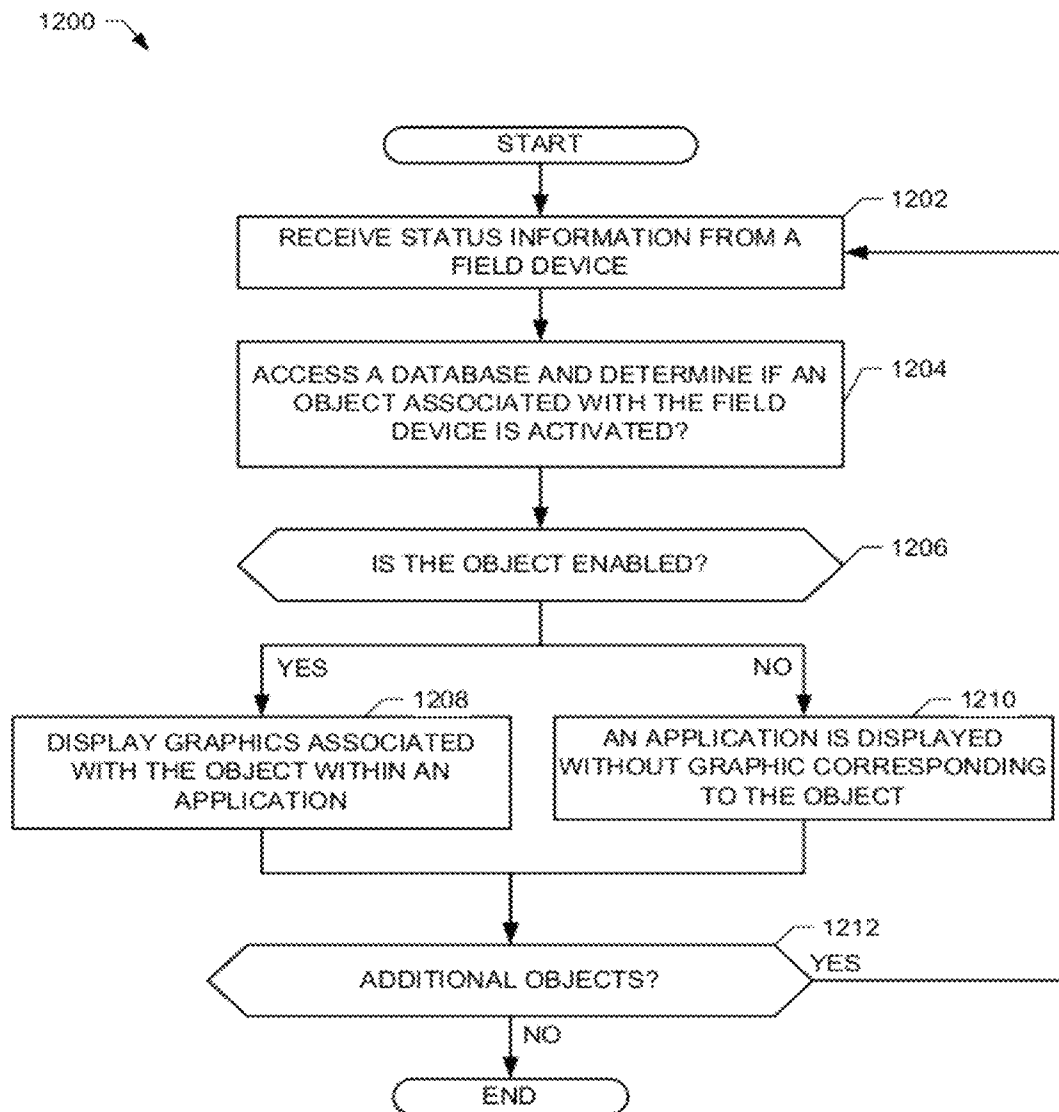 1200
START
1202
RECEIVE STATUS INFORMATION FROM A
FIELD DEVICE
1204
ACCESS A DATABASE AND DETERMINE IF AN
OBJECT ASSOCIATED WITH THE FIELD
DEVICE IS ACTIVATED?
1206
IS THE OBJECT ENABLED?
YES
NO
1208
DISPLAY GRAPHICS ASSOCIATED
WITH THE OBJECT WITHIN AN
APPLICATION
1210
AN APPLICATION IS DISPLAYED
WITHOUT GRAPHIC CORRESPONDING
TO THE OBJECT
1212
ADDITIONAL OBJECTS?
YES
NO
END